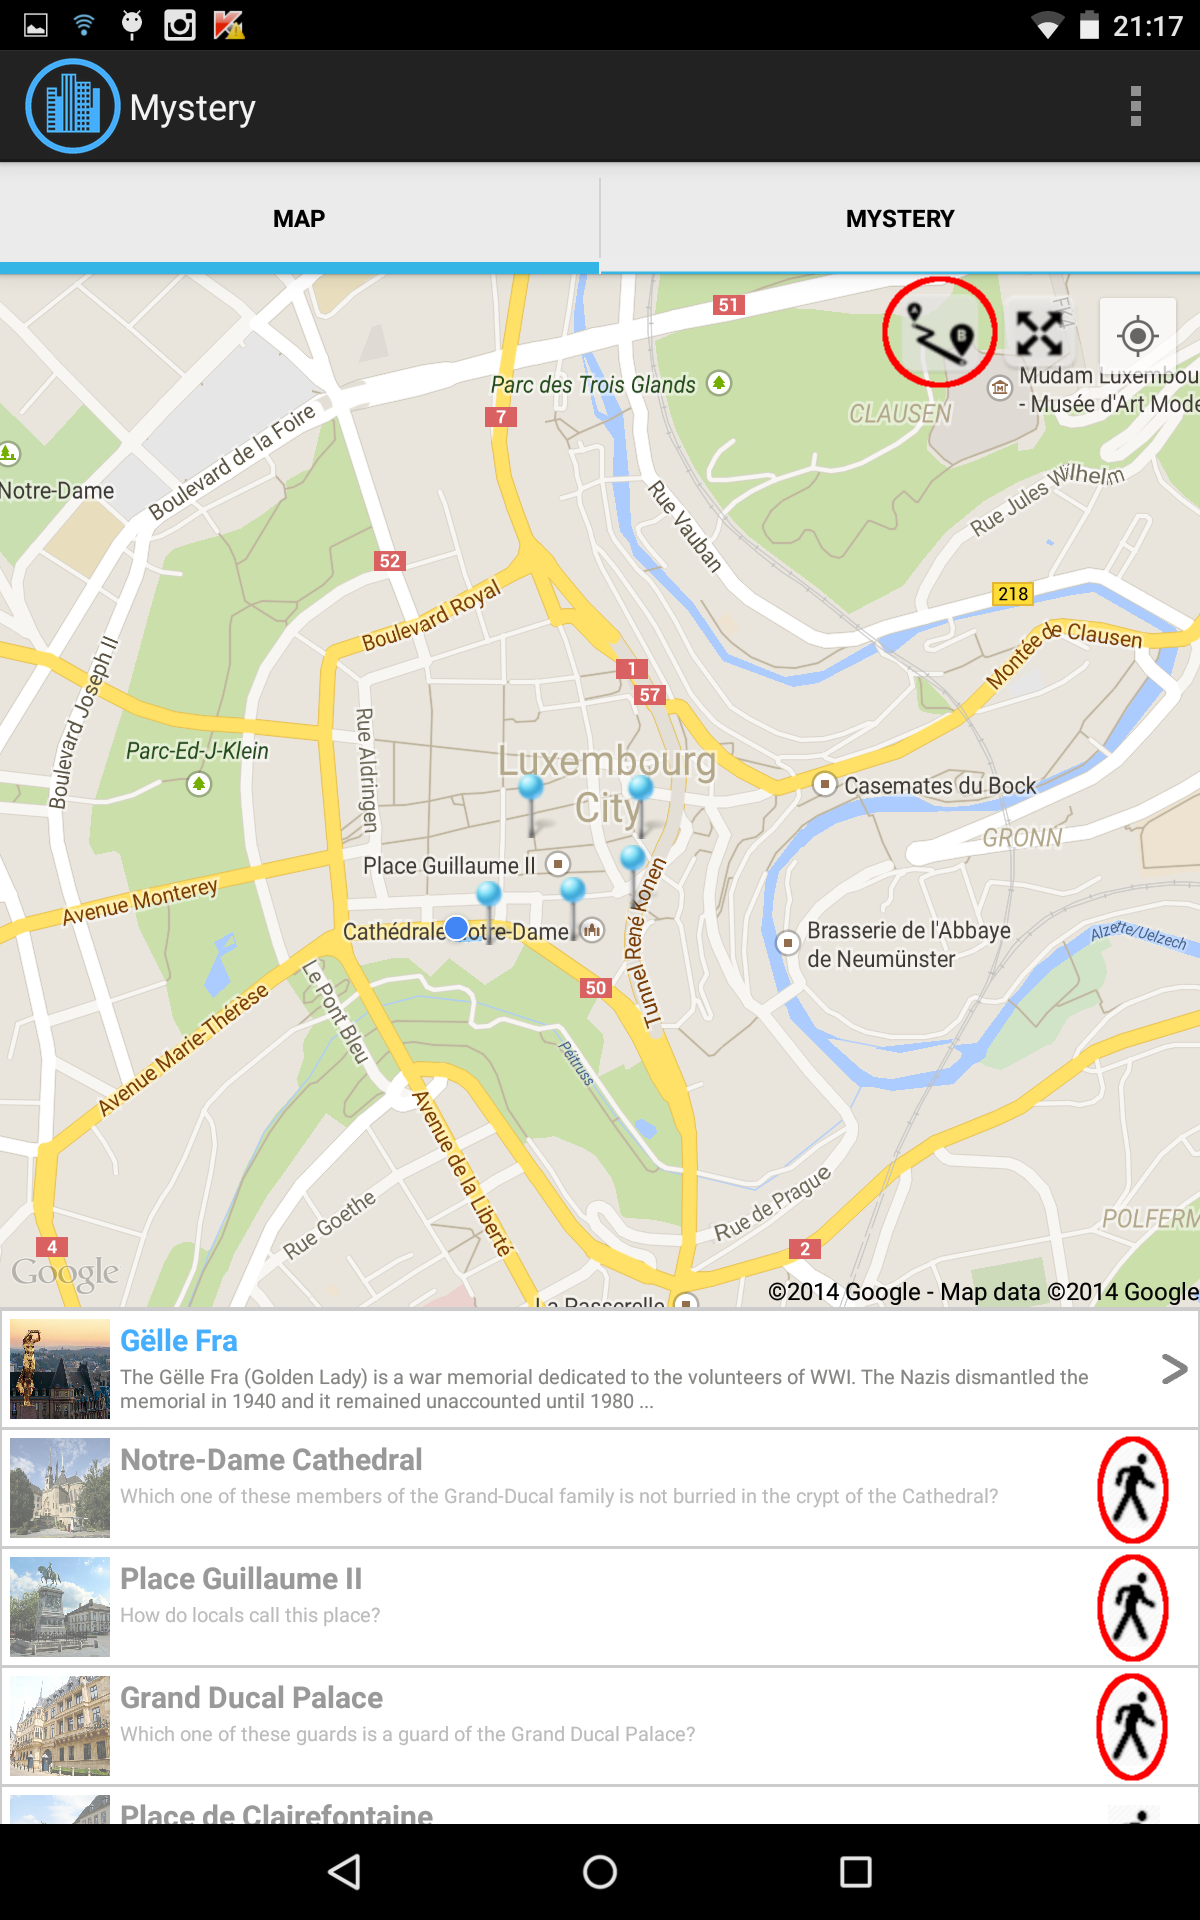 21:17
Mystery
MAP
MYSTERY
51
A
B
Parc des Trois Glands
Mudam Luxembou
- Musée d'Art Mode
7
CLAUSEN
Boulevard de la Foire
Notre-Dame
Rue Jules Wilhelm
Rue Vauban
52
218
Boulevard Royal
Montée de Clausen
1
57
Boulevard Joseph II
Rue Aldringen
Parc-Ed-J-Klein
Luxembourg
City
Casemates du Bock
GRONN
Place Guillaume II
Avenue Monterey
Tunnel René Konen
Cathédrale Notre-Dame
Brasserie de l'Abbaye
de Neumünster
Alzette/Uelzech
50
Le Pont Bleu
Avenue Marie-Thérèse
Pétruss
Avenue de la Liberté
Rue de Prague
Rue Goethe
POLFERM
4
2
Google
©2014 Google - Map data ©2014 Google
La Passerelle
Gëlle Fra
The Gëlle Fra (Golden Lady) is a war memorial dedicated to the volunteers of WWI. The Nazis dismantled the
memorial in 1940 and it remained unaccounted until 1980 ...
Notre-Dame Cathedral
Which one of these members of the Grand-Ducal family is not burried in the crypt of the Cathedral?
Place Guillaume II
How do locals call this place?
Grand Ducal Palace
Which one of these guards is a guard of the Grand Ducal Palace?
Place de Clairefontaine